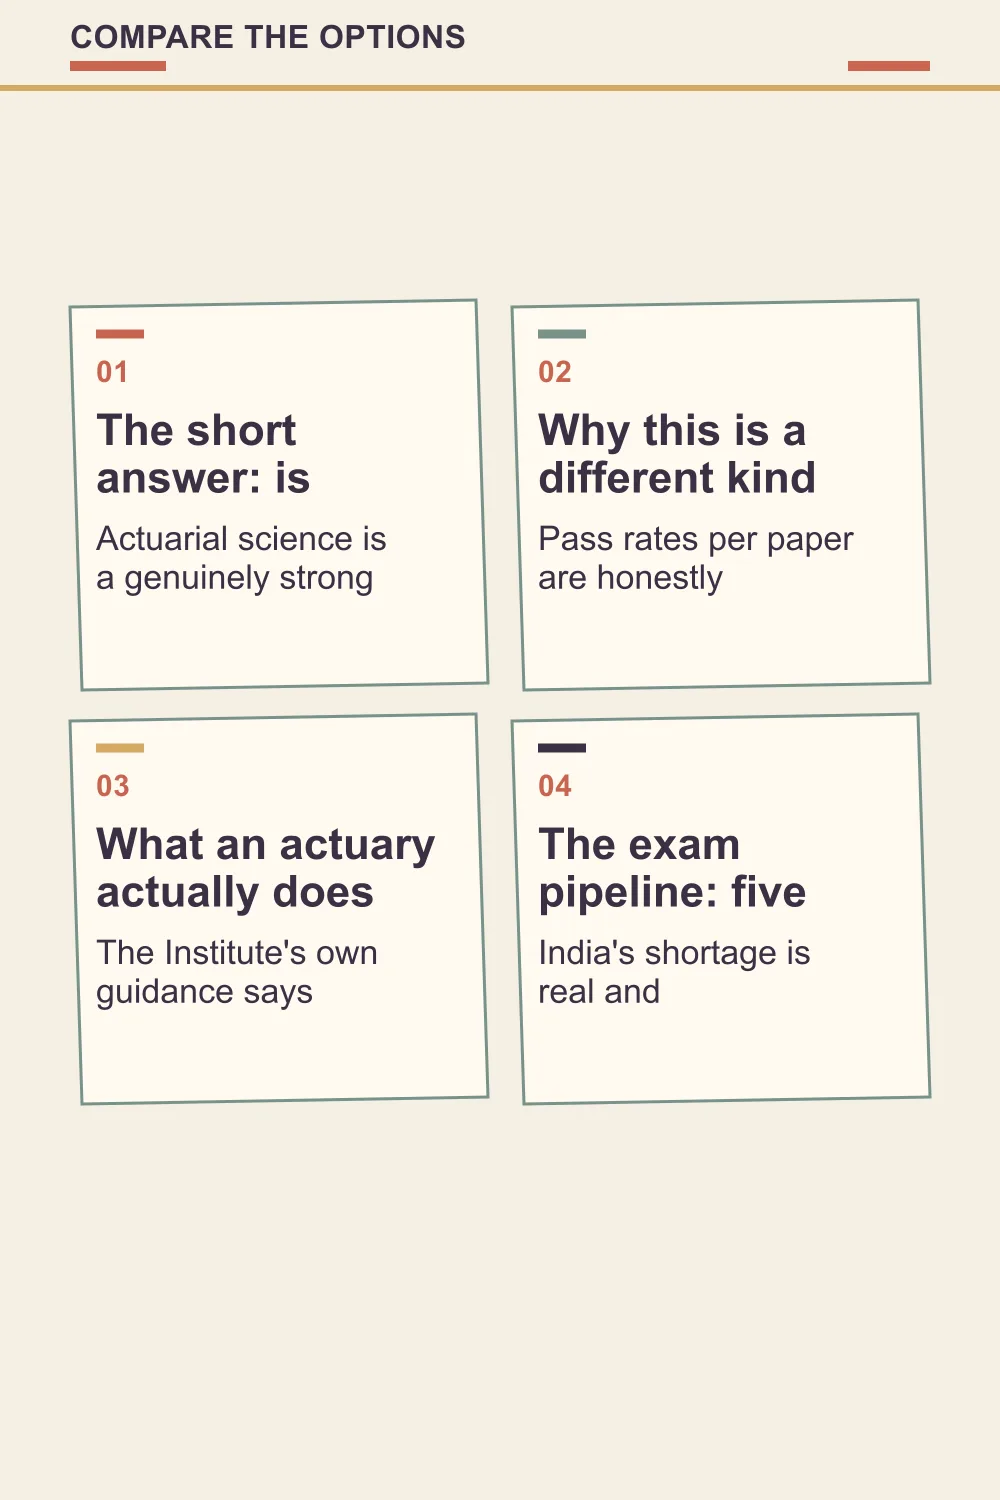 COMPARE THE OPTIONS
01
The short
answer: is
Actuarial science is
a genuinely strong
02
Why this is a
different kind
Pass rates per paper
are honestly
03
What an actuary
actually does
The Institute's own
guidance says
04
The exam
pipeline: five
India's shortage is
real and